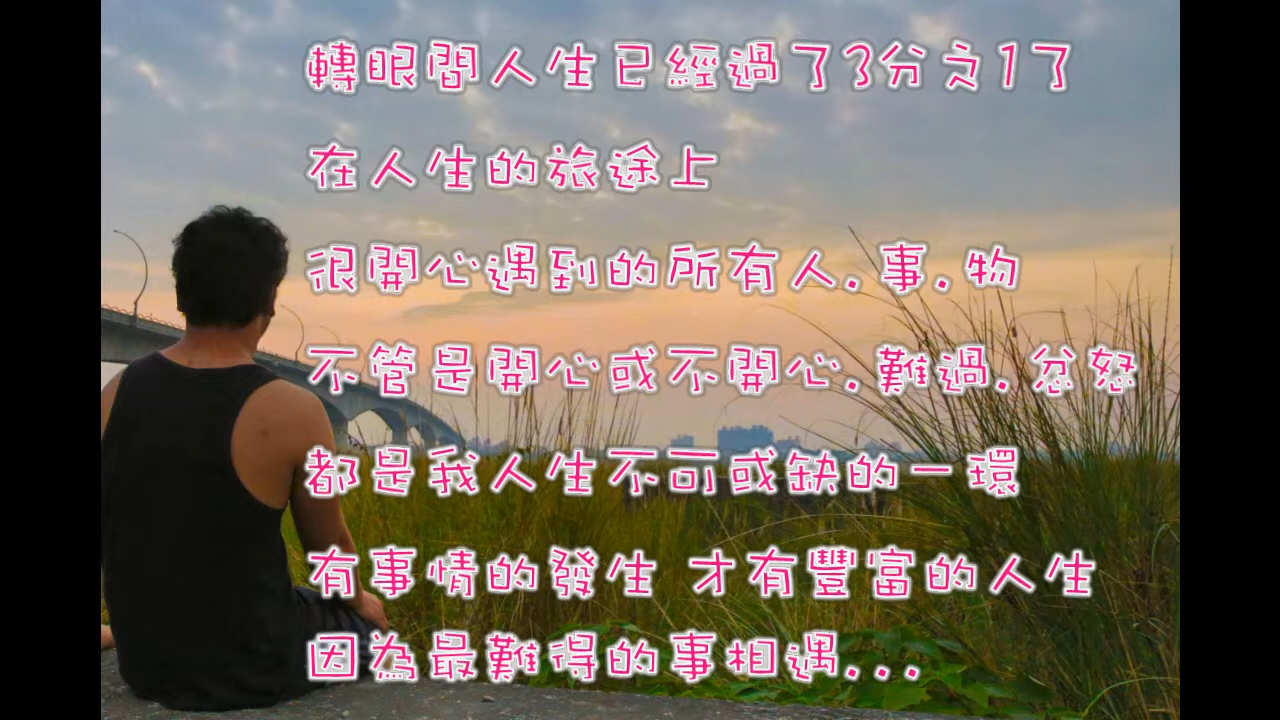 轉眼間人生已經過了3分之1了
在人生的旅途上
很開心遇到的所有人.事.物
不管是開心或不開心.難過.忿怒
都是我人生不可或缺的一環
有事情的發生 才有豐富的人生
因為最難得的事相遇...